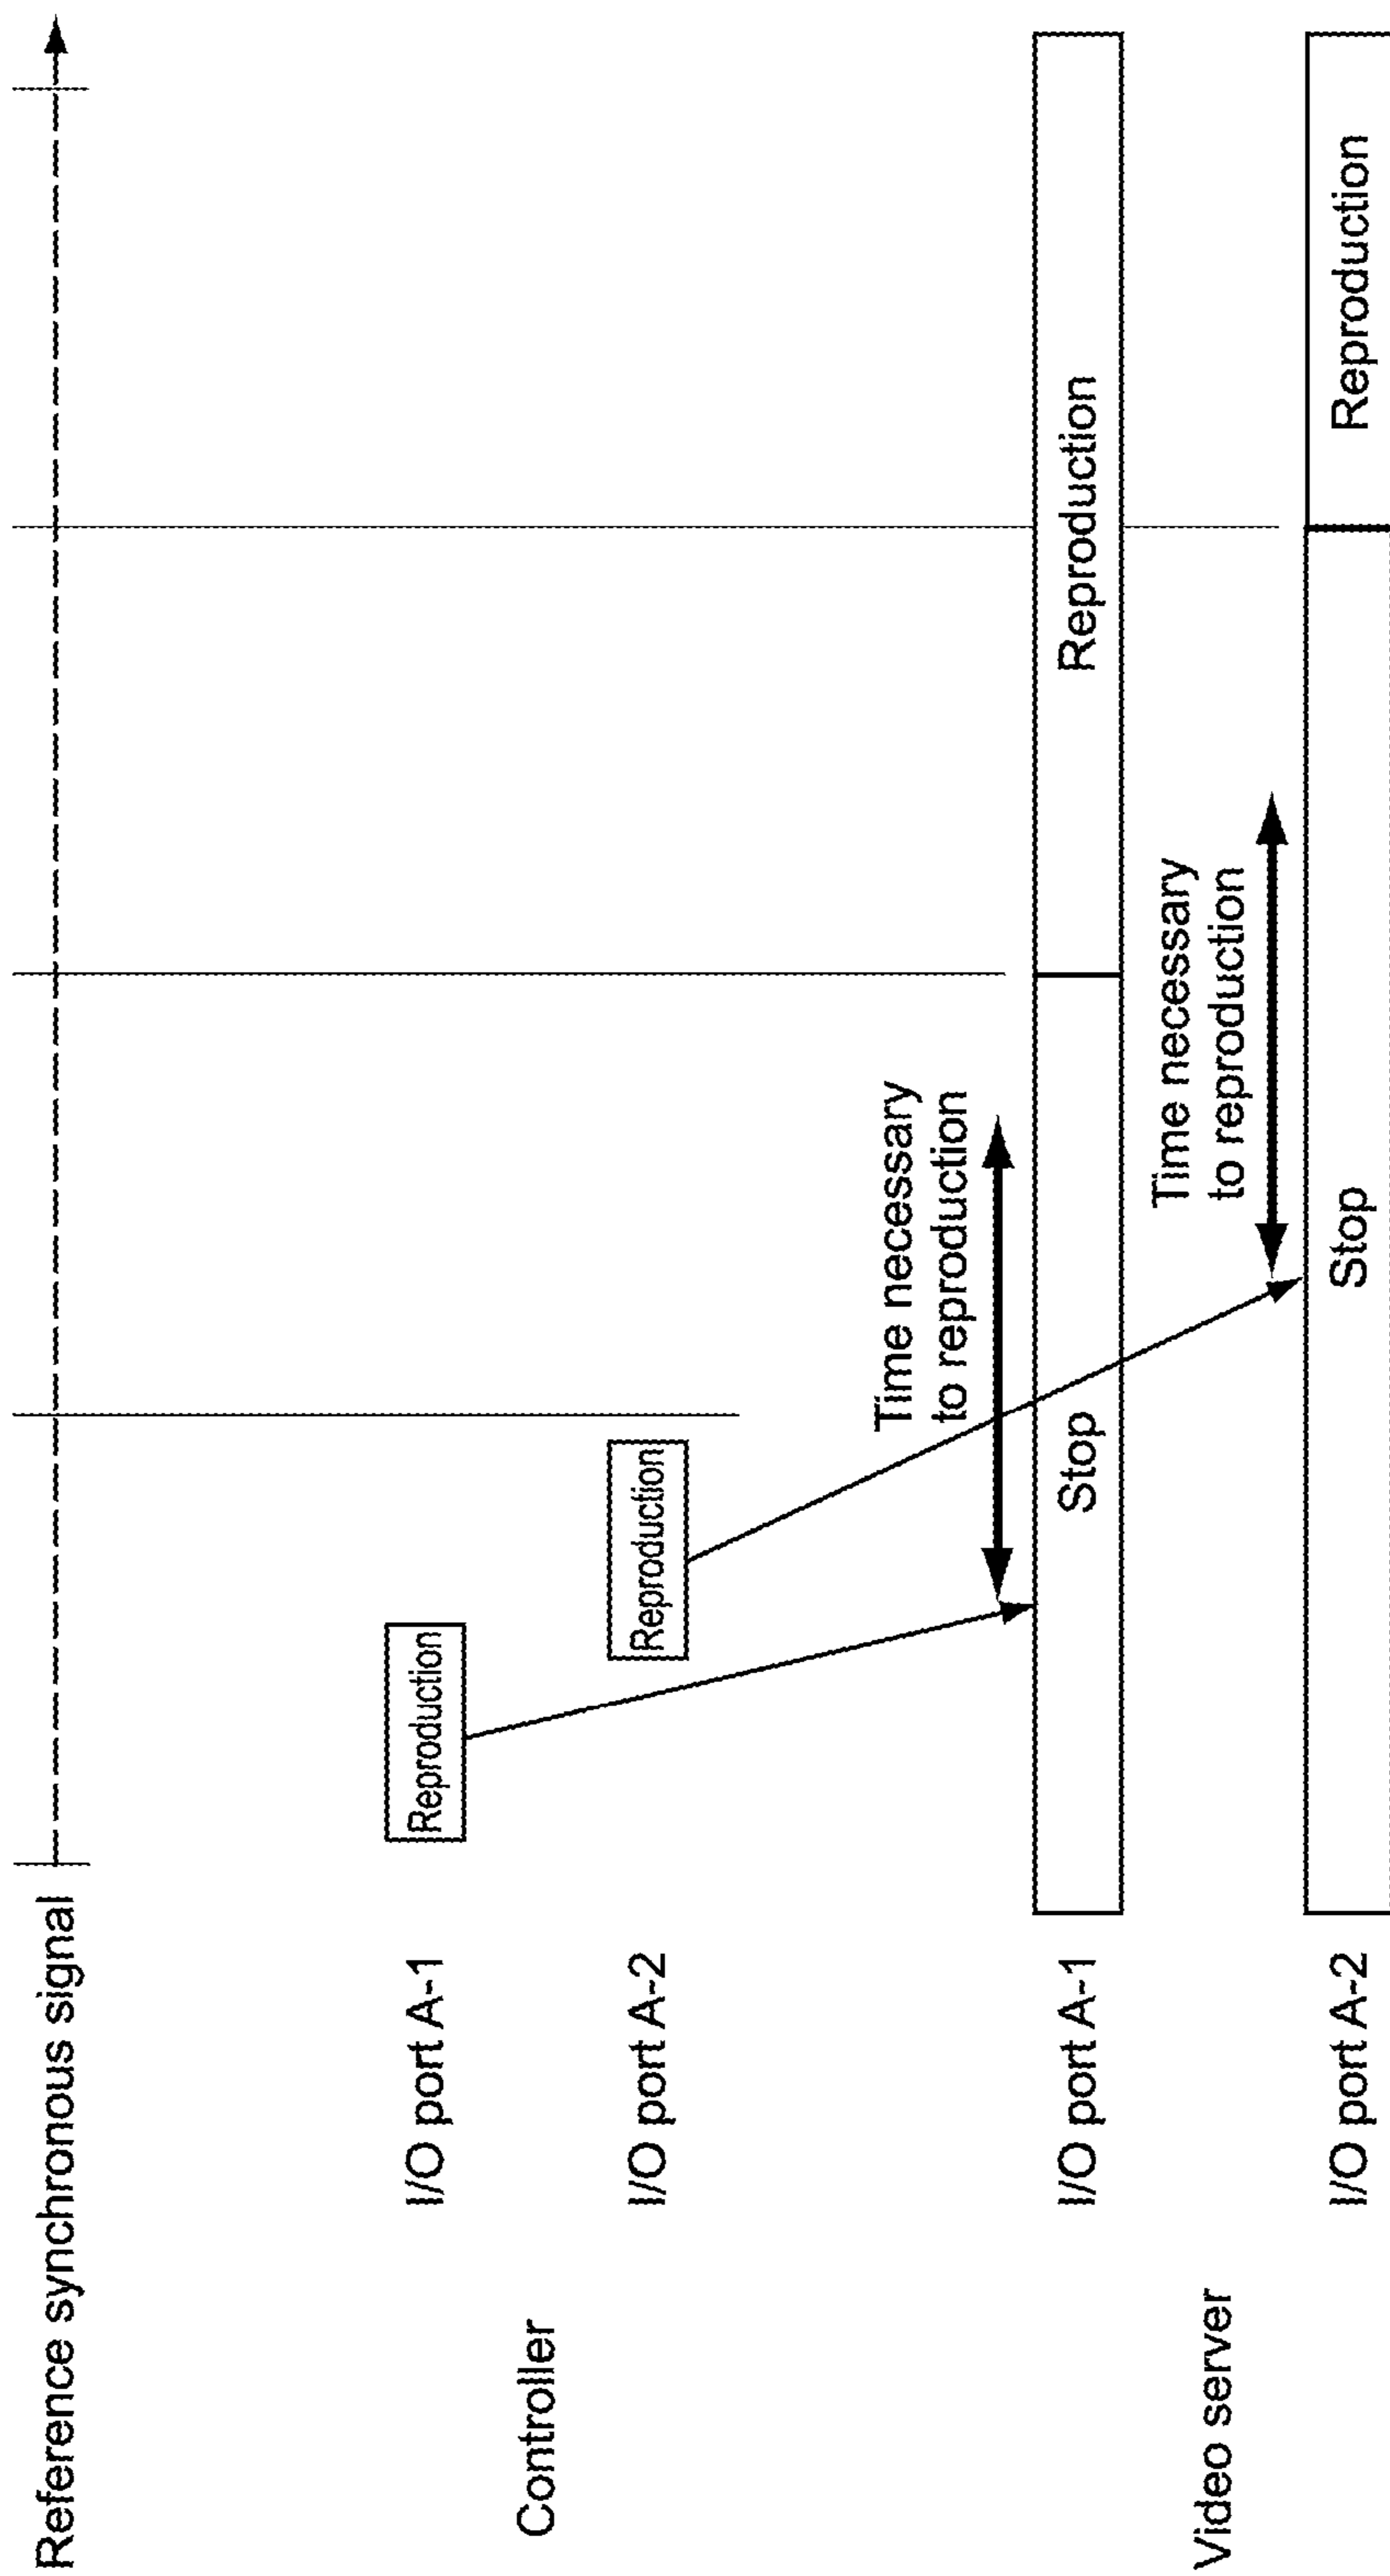 Reference synchronous signal
Controller
I/O port A-1
Reproduction
I/O port A-2
Reproduction
Video server
I/O port A-1
Time necessary
to reproduction
Stop
Reproduction
I/O port A-2
Time necessary
to reproduction
Stop
Reproduction